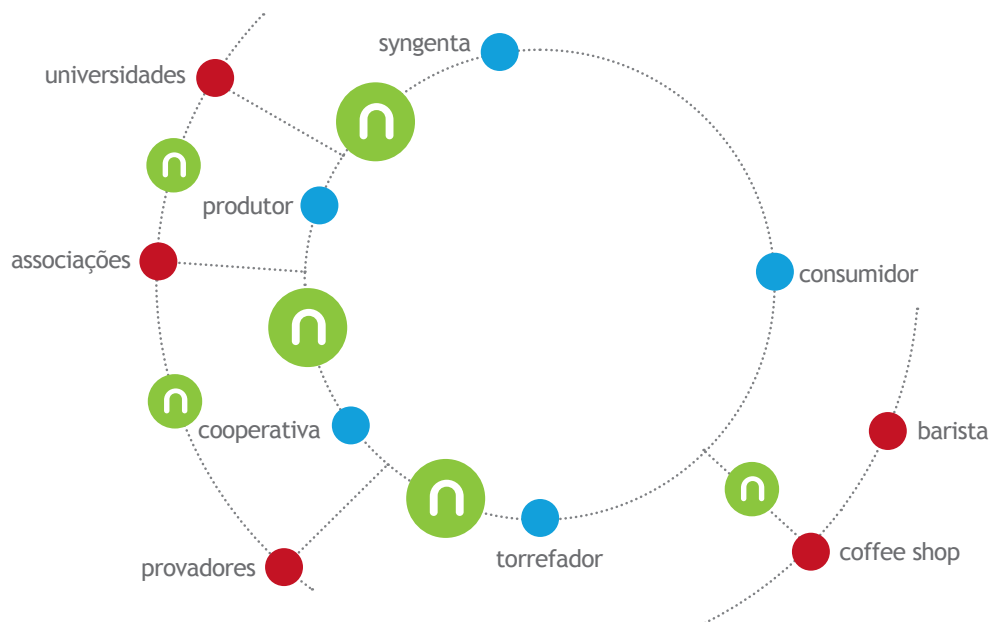 syngenta
universidades
produtor
associações
consumidor
cooperativa
barista
torrefador
coffee shop
provadores